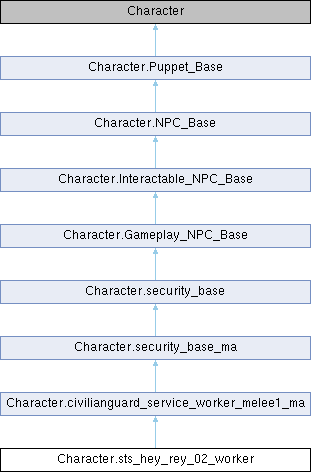 Character
Character.Puppet_Base
Character.NPC_Base
Character.Interactable_NPC_Base
Character.Gameplay_NPC_Base
Character.security_base
Character.security_base_ma
Character.civilianguard_service_worker_melee1_ma
Character.sts_hey_rey_02_worker